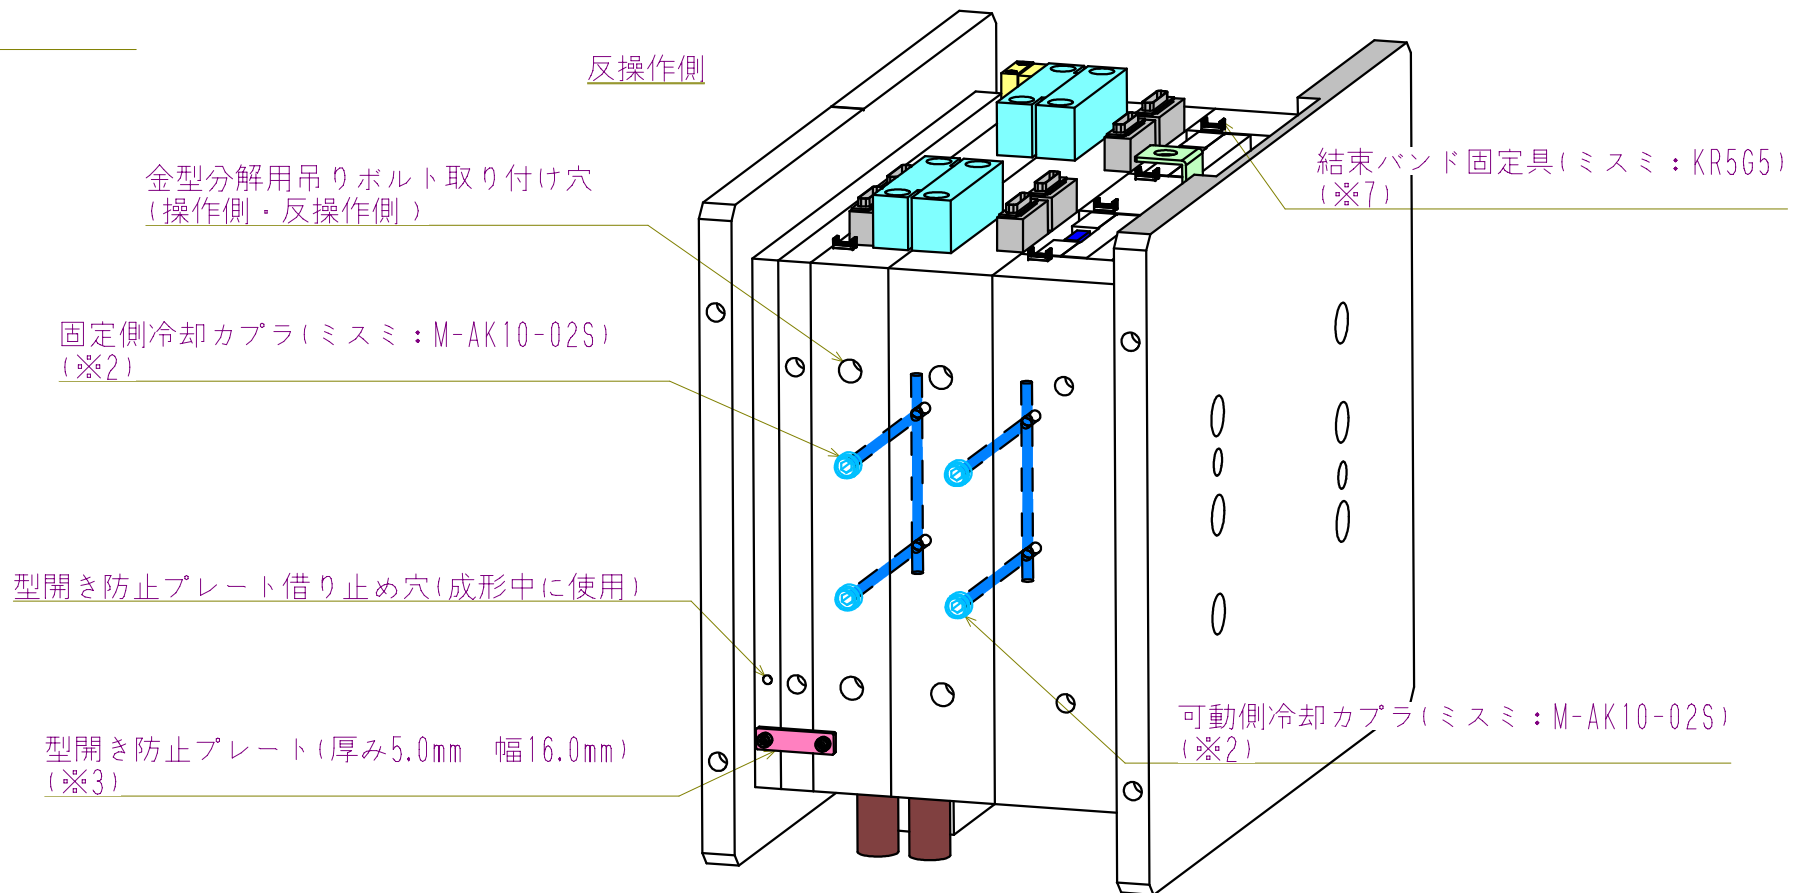 反操作側
金型分解用吊りボルト取り付け穴
(操作側・反操作側)
結束バンド固定具(ミスミ:KR5G5)
(※7)
固定側冷却カプラ(ミスミ:M-AK10-02S)
(※2)
型開き防止プレート借り止め穴(成形中に使用)
型開き防止プレート(厚み5.0mm 幅16.0mm)
(※3)
可動側冷却カプラ(ミスミ:M-AK10-02S)
(※2)